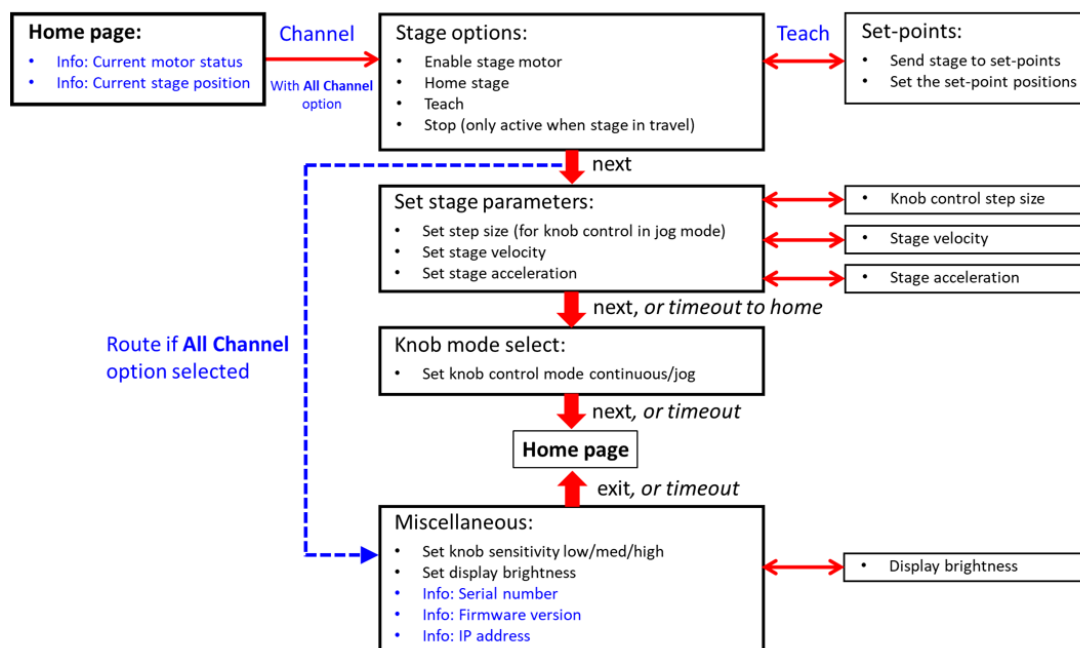 Home page:
• Info: Current motor status
• Info: Current stage position
Channel
With All Channel
option
Stage options:
• Enable stage motor
• Home stage
• Teach
• Stop (only active when stage in travel)
Teach
Set-points:
• Send stage to set-points
• Set the set-point positions
next
Set stage parameters:
• Set step size (for knob control in jog mode)
• Set stage velocity
• Set stage acceleration
• Knob control step size
• Stage velocity
• Stage acceleration
next, or timeout to home
Route if All Channel
option selected
Knob mode select:
• Set knob control mode continuous/jog
next, or timeout
Home page
exit, or timeout
Miscellaneous:
• Set knob sensitivity low/med/high
• Set display brightness
• Info: Serial number
• Info: Firmware version
• Info: IP address
• Display brightness